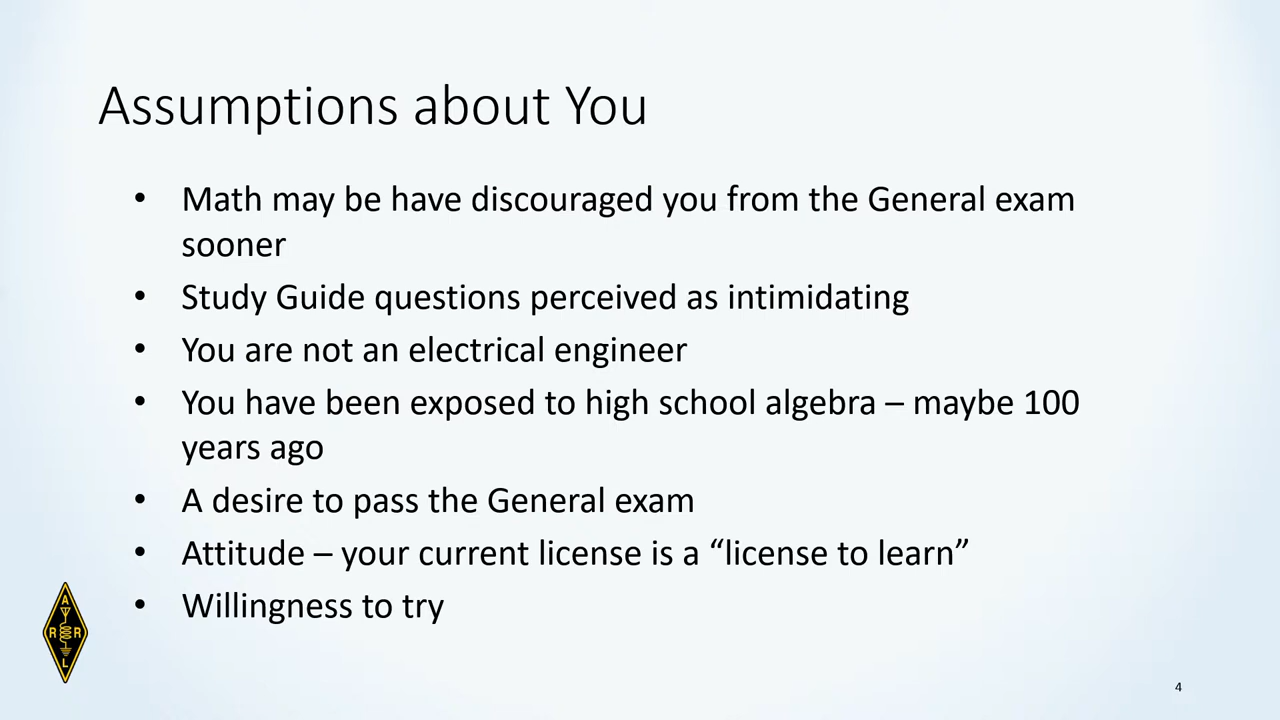 Assumptions about You
• Math may be have discouraged you from the General exam
sooner
• Study Guide questions perceived as intimidating
• You are not an electrical engineer
• You have been exposed to high school algebra – maybe 100
years ago
• A desire to pass the General exam
• Attitude – your current license is a “license to learn”
• Willingness to try
A
R R
L
4